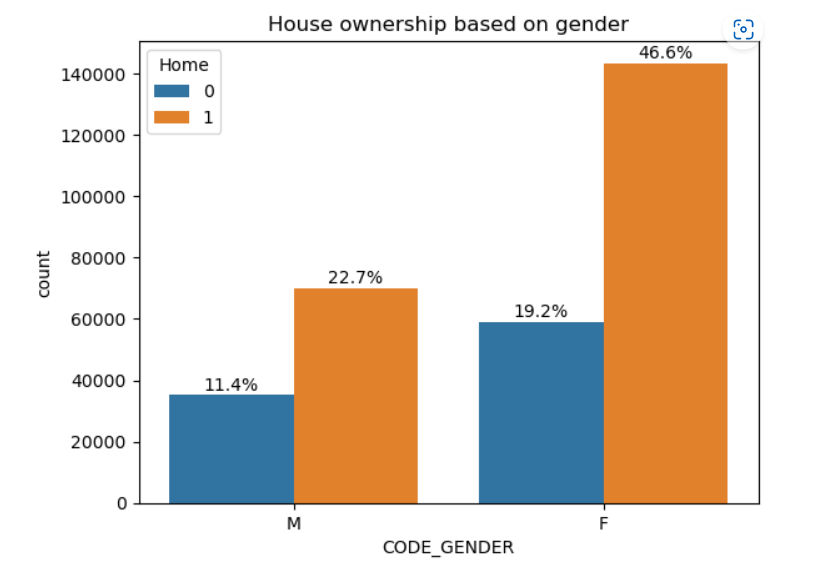 House ownership based on gender
Home
0
1
46.6%
22.7%
19.2%
11.4%
140000
120000
100000
80000
60000
40000
20000
0
count
M
F
CODE_GENDER